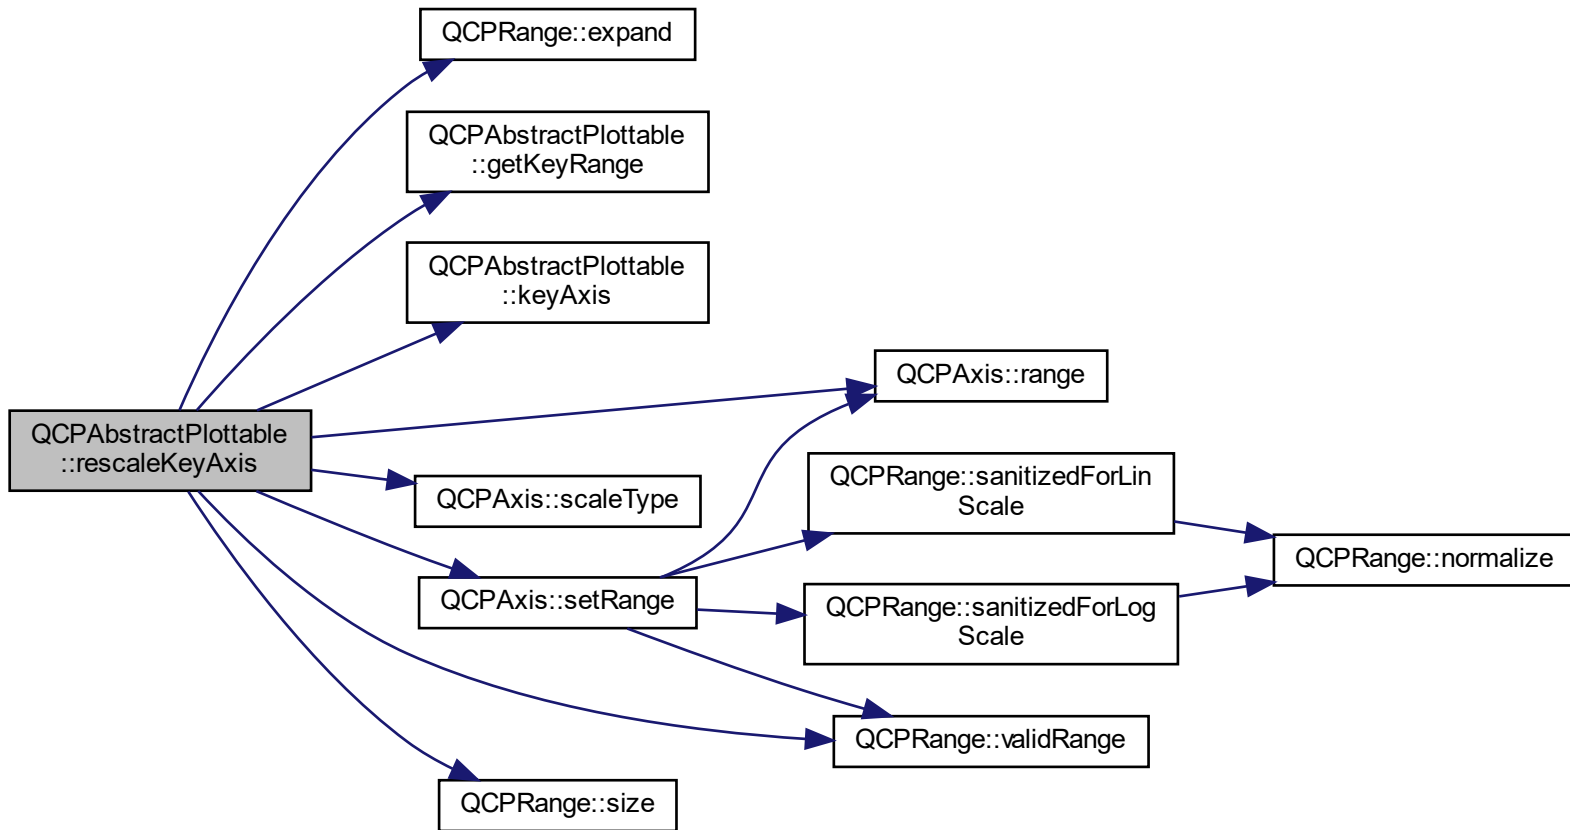 QCPRange::expand
QCPAbstractPlottable
::getKeyRange
QCPAbstractPlottable
::keyAxis
QCPAxis::range
QCPAbstractPlottable
::rescaleKeyAxis
QCPAxis::scaleType
QCPRange::sanitizedForLin
Scale
QCPRange::normalize
QCPAxis::setRange
QCPRange::sanitizedForLog
Scale
QCPRange::validRange
QCPRange::size